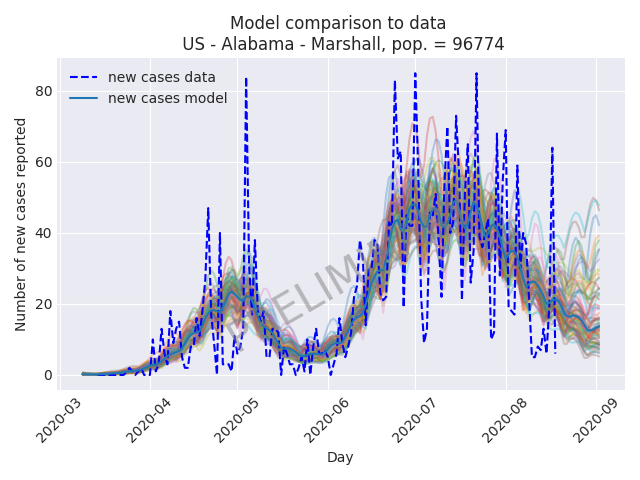 Model comparison to data
US - Alabama - Marshall, pop. = 96774
new cases data
new cases model
Number of new cases reported
80
60
40
20
0
2020-03
2020-04
2020-05
2020-06
2020-07
2020-08
2020-09
Day